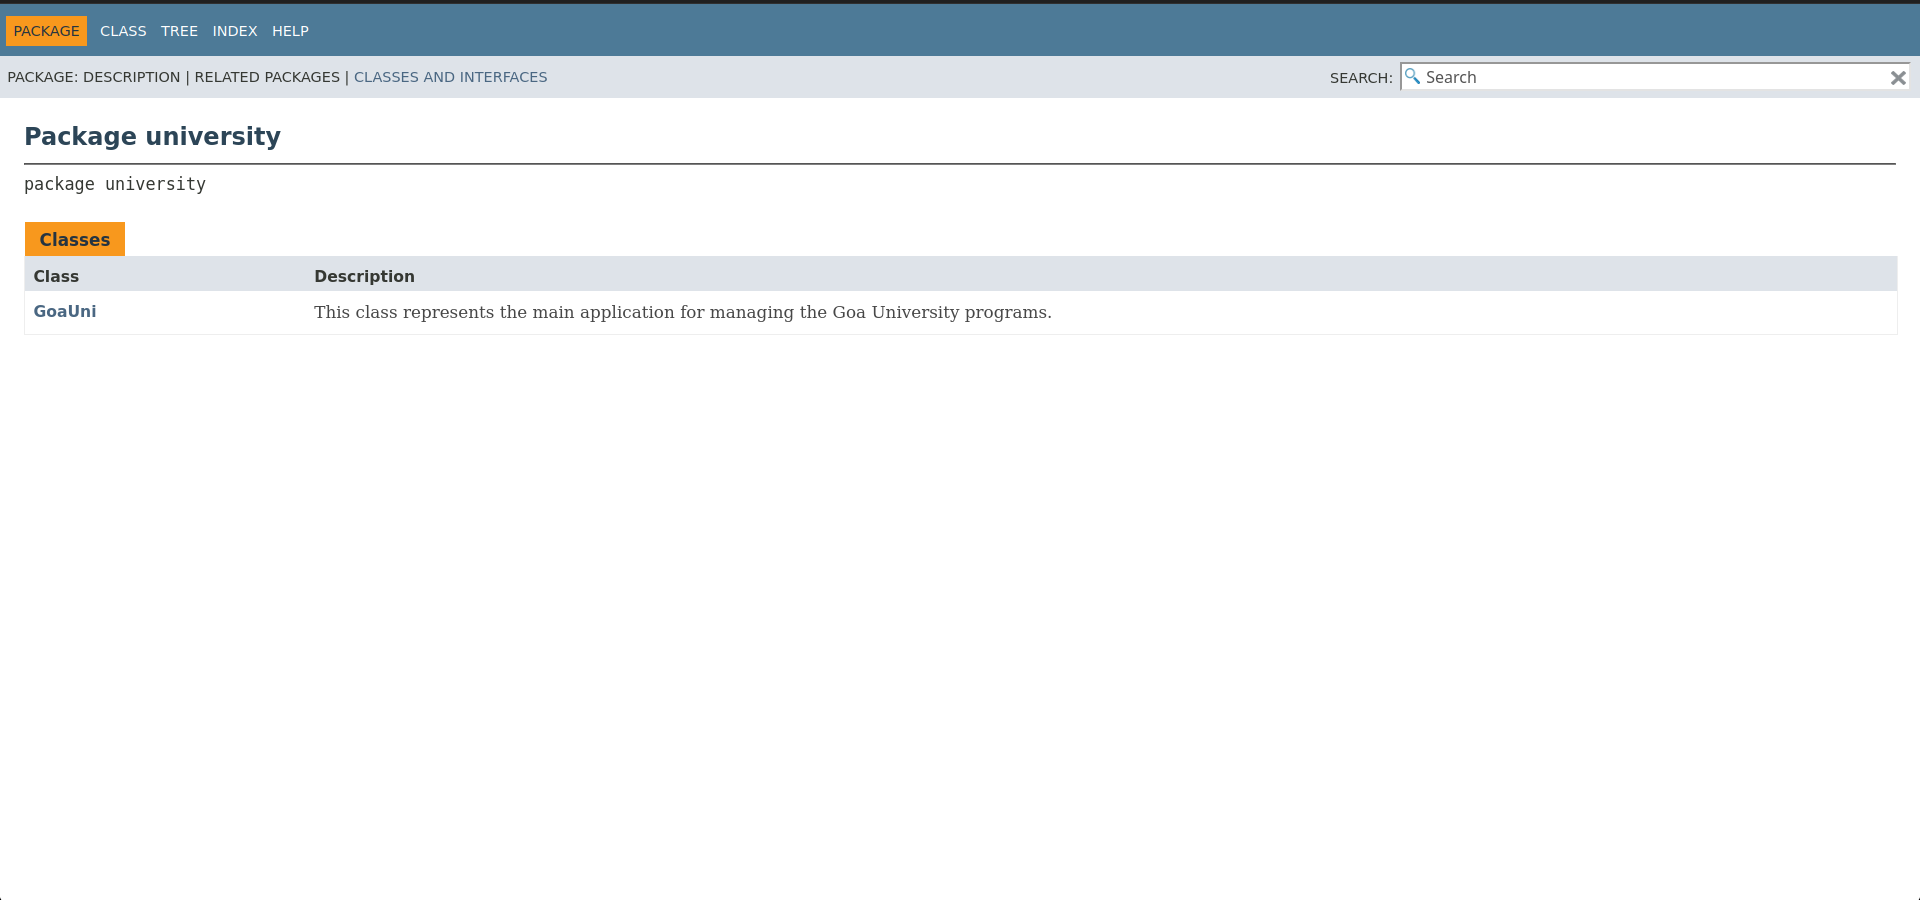 PACKAGE CLASS TREE INDEX HELP
PACKAGE: DESCRIPTION | RELATED PACKAGES | CLASSES AND INTERFACES SEARCH: Search
Package university
package university
Classes
Class Description
GoaUni This class represents the main application for managing the Goa University programs.